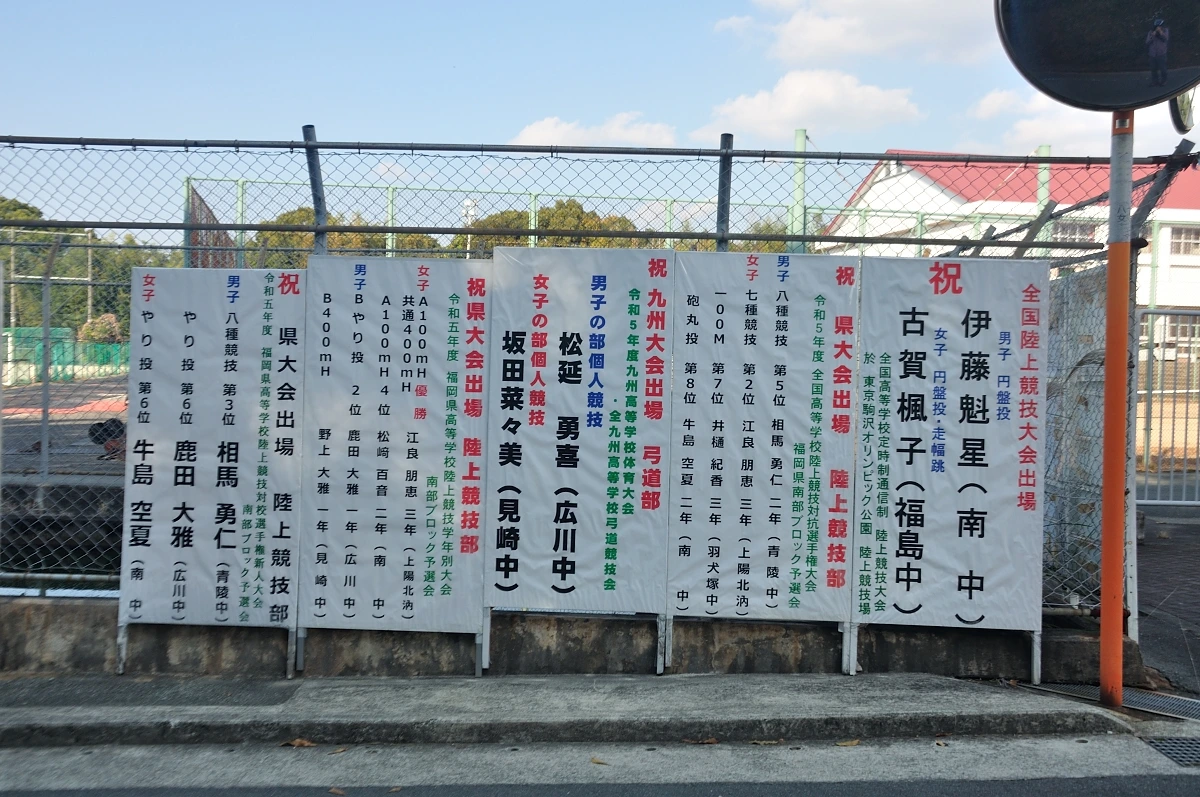 祝
全国陸上競技大会出場
男子 円盤投
伊藤魁星(南 中)
女子 円盤投・走幅跳
古賀楓子(福島中)
全国高等学校定時制通信制 陸上競技大会
於 東京駒沢オリンピック公園 陸上競技場
祝 県大会出場 陸上競技部
令和5年度 全国高等学校陸上競技対抗選手権大会
福岡県南部ブロック予選会
男子 八種競技 第5位 相馬 勇仁 二年(青陵中)
女子 七種競技 第2位 江良 朋恵 三年(上陽北汭)
一00M 第7位 井樋 紀香 三年(羽犬塚中)
砲丸投 第8位 牛島 空夏 二年(南 中)
祝 九州大会出場 弓道部
令和5年度九州高等学校体育大会
・全九州高等学校弓道競技会
男子の部個人競技
松延 勇喜(広川中)
女子の部個人競技
坂田菜々美(見崎中)
祝 県大会出場 陸上競技部
令和五年度 福岡県高等学校陸上競技学年別大会
南部ブロック予選会
女子 A100mH 優勝 江良 朋恵 三年(上陽北汭)
共通400mH
A100mH 4位 松﨑 百音 二年(南 中)
男子 Bやり投 2位 鹿田 大雅 一年(広川中)
B400mH 野上 大雅 一年(見崎中)
祝 県大会出場 陸上競技部
令和五年度 福岡県高等学校陸上競技対校選手権新人大会
南部ブロック予選会
男子 八種競技 第3位 相馬 勇仁(青陵中)
やり投 第6位 鹿田 大雅(広川中)
女子 やり投 第6位 牛島 空夏(南 中)